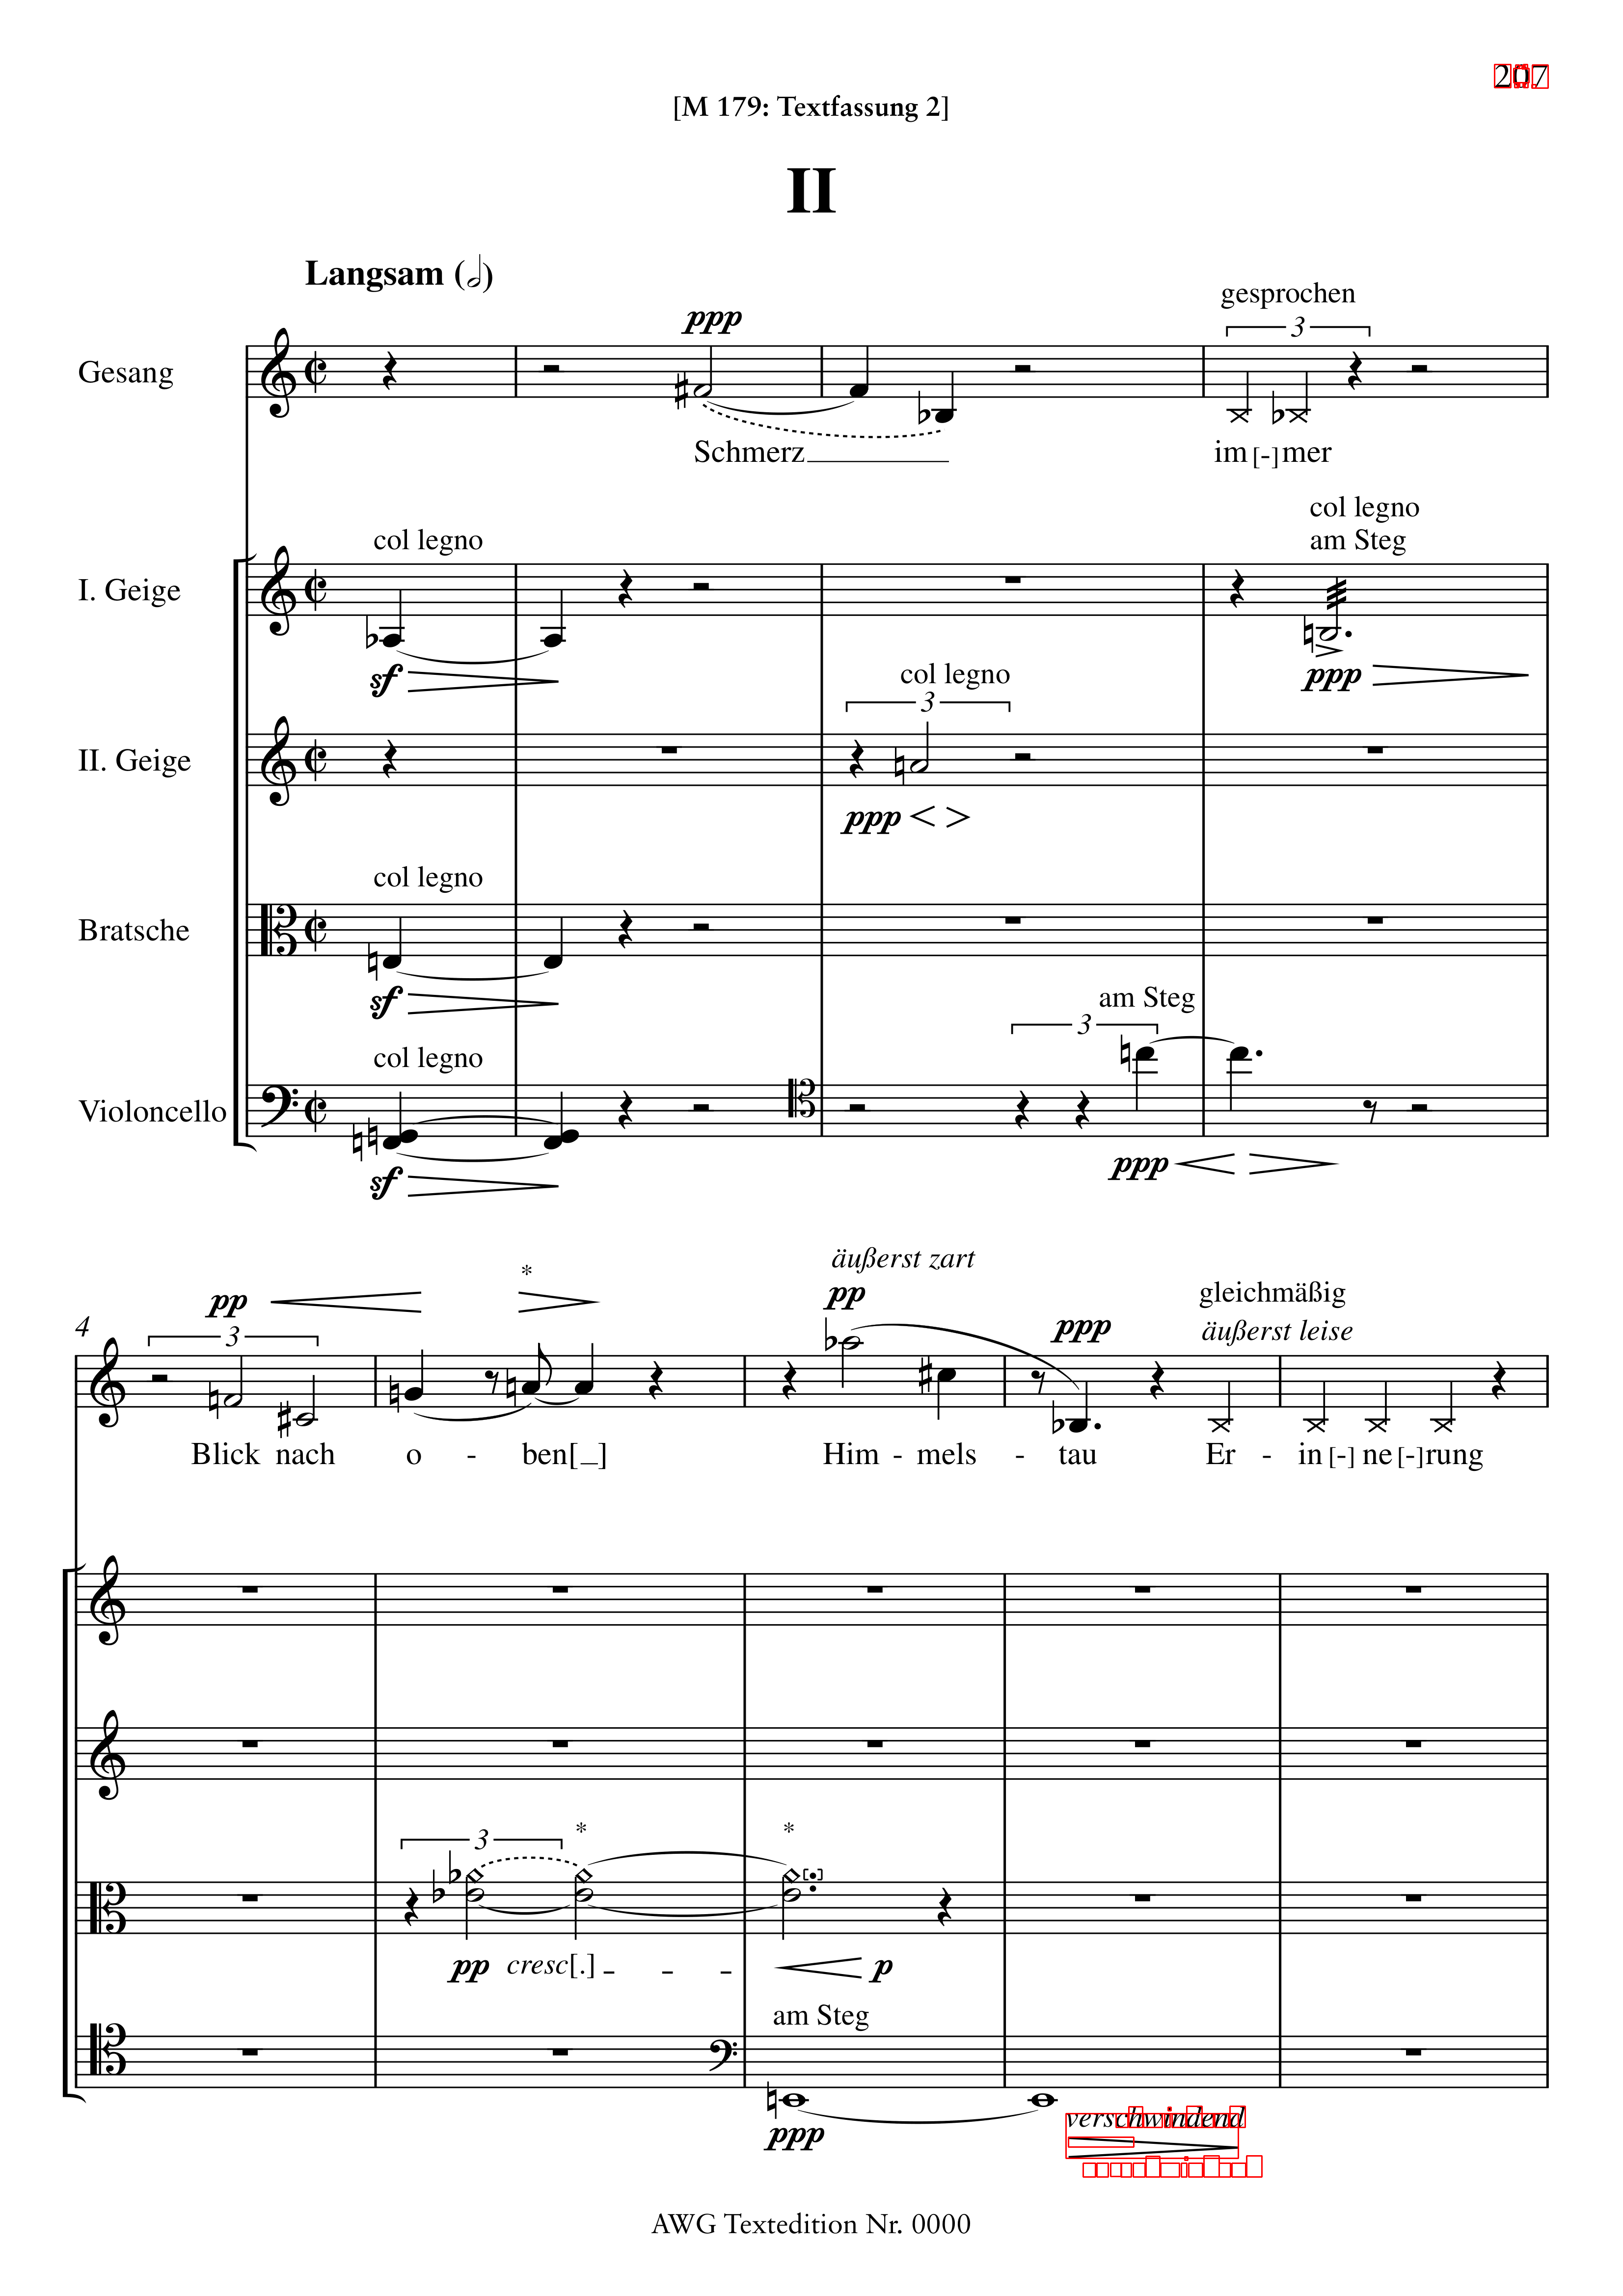 207
[M 179: Textfassung 2]
II
Langsam ( )
gesprochen
3
ppp
Gesang
Schmerz im [-] mer
col legno
col legno
am Steg
I. Geige
sf ppp
col legno
3
II. Geige
ppp
col legno
Bratsche
sf
am Steg
3
col legno
Violoncello
ppp
sf
äußerst zart
*
pp pp gleichmäßig
4 3 ppp äußerst leise
Blick nach o - ben[ ] Him - mels - tau Er - in [-] ne [-] rung
3 * *
pp cresc[.] p
am Steg
verschwindend
ppp
AWG Textedition Nr. 0000